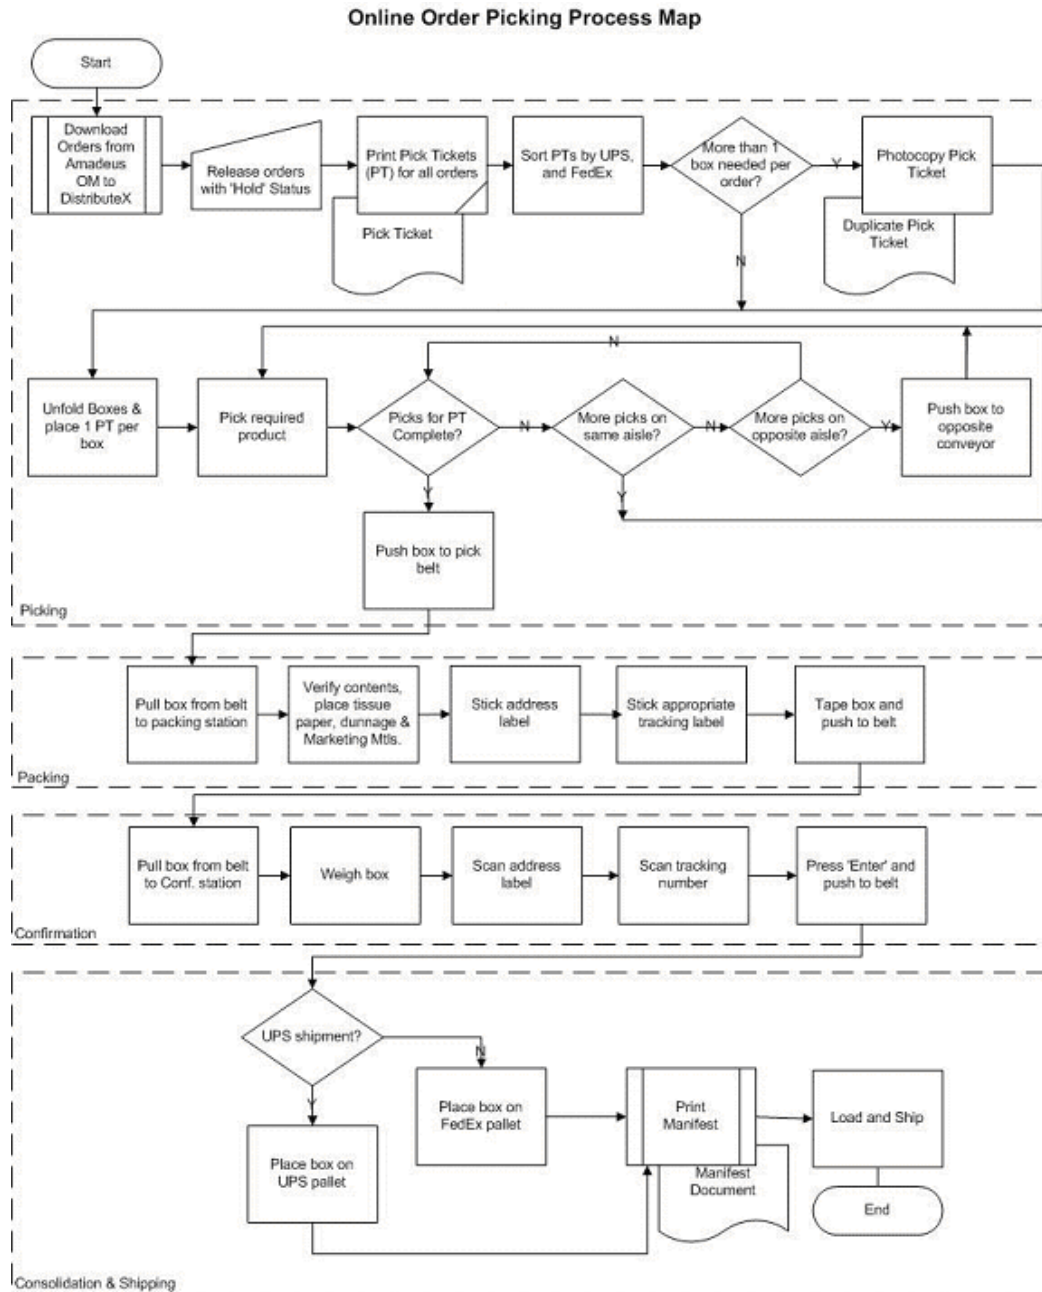 Online Order Picking Process Map
Start
Download
Orders from
Amadeus
OM to
DistributeX
Release orders
with 'Hold' Status
Print Pick Tickets
(PT) for all orders
Pick Ticket
Sort PTs by UPS,
and FedEx
More than 1
box needed per
order?
Y
N
Photocopy Pick
Ticket
Duplicate Pick
Ticket
Unfold Boxes &
place 1 PT per
box
Pick required
product
Picks for PT
Complete?
N
Y
More picks on
same aisle?
N
Y
More picks on
opposite aisle?
N
Y
Push box to
opposite
conveyor
Push box to pick
belt
Picking
Pull box from belt
to packing station
Verify contents,
place tissue
paper, dunnage &
Marketing Mtls.
Stick address
label
Stick appropriate
tracking label
Tape box and
push to belt
Packing
Pull box from belt
to Conf. station
Weigh box
Scan address
label
Scan tracking
number
Press 'Enter' and
push to belt
Confirmation
UPS shipment?
N
Y
Place box on
FedEx pallet
Place box on
UPS pallet
Print
Manifest
Manifest
Document
Load and Ship
End
Consolidation & Shipping